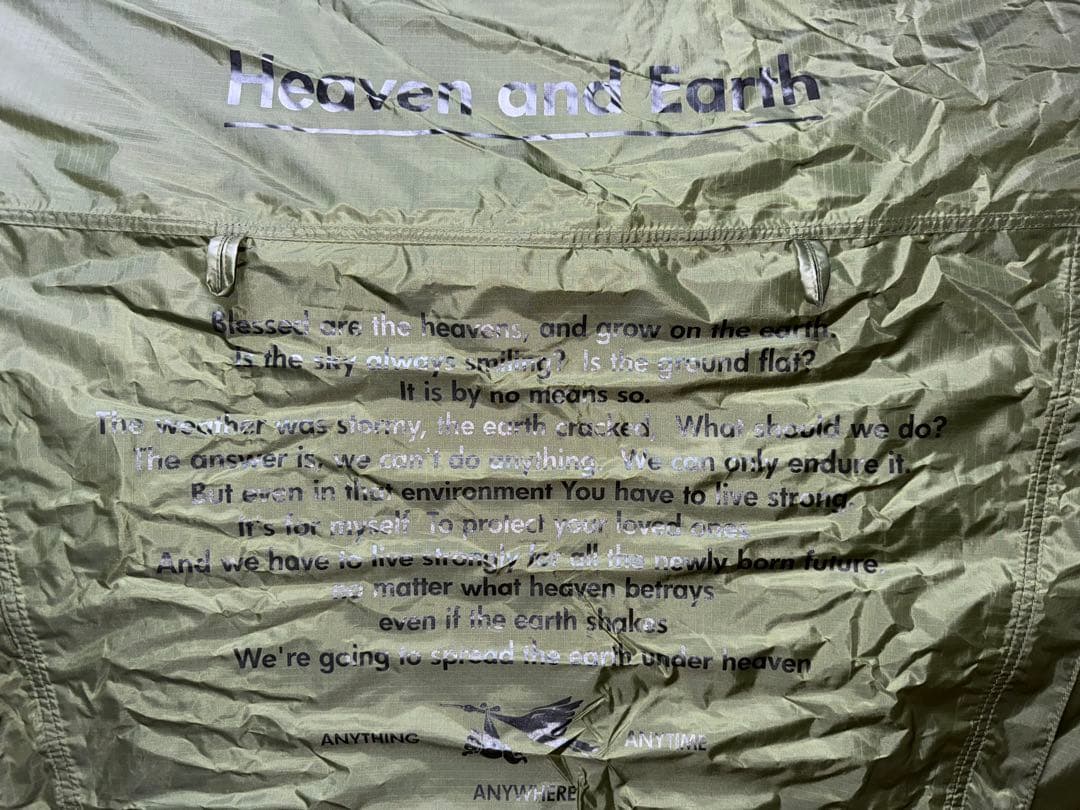 Heaven and Earth
Blessed are the heavens, and grow on the earth.
Is the sky always smiling? Is the ground flat?
It is by no means so.
The weather was stormy, the earth cracked. What should we do?
The answer is, we can't do anything. We can only endure it.
But even in that environment You have to live strong.
It's for myself To protect your loved ones
And we have to live strongly for all the newly born future.
no matter what heaven betrays
even if the earth shakes
We're going to spread the earth under heaven
ANYTHING ANYTIME
ANYWHERE